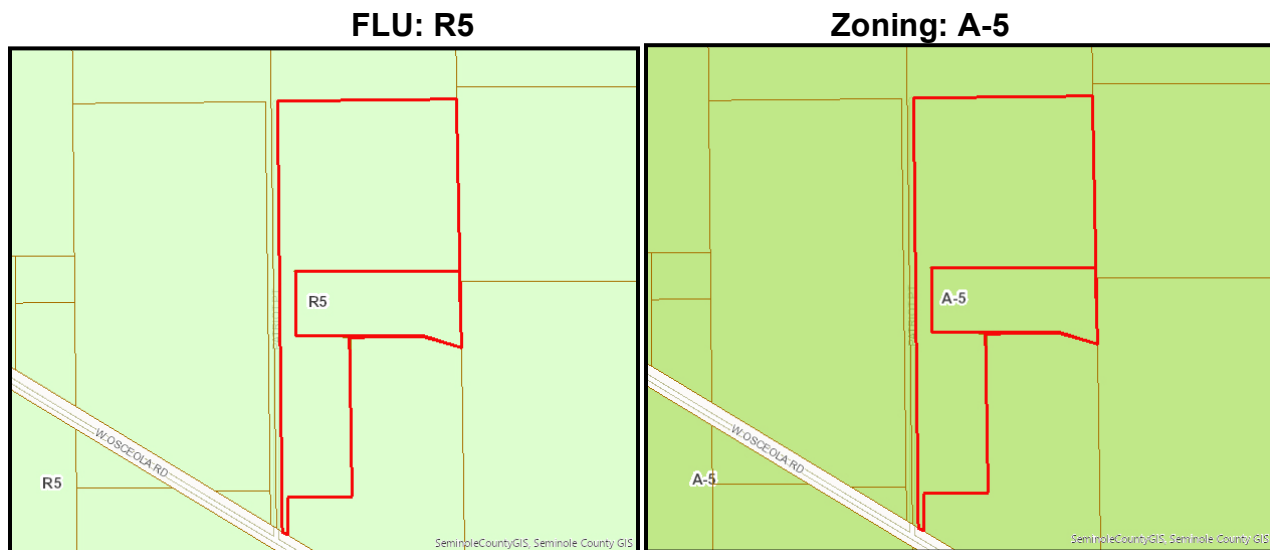 FLU: R5
Zoning: A-5
R5
W OSCEOLA RD
R5
SeminoleCountyGIS, Seminole County GIS
A-5
W OSCEOLA RD
A-5
SeminoleCountyGIS, Seminole County GIS